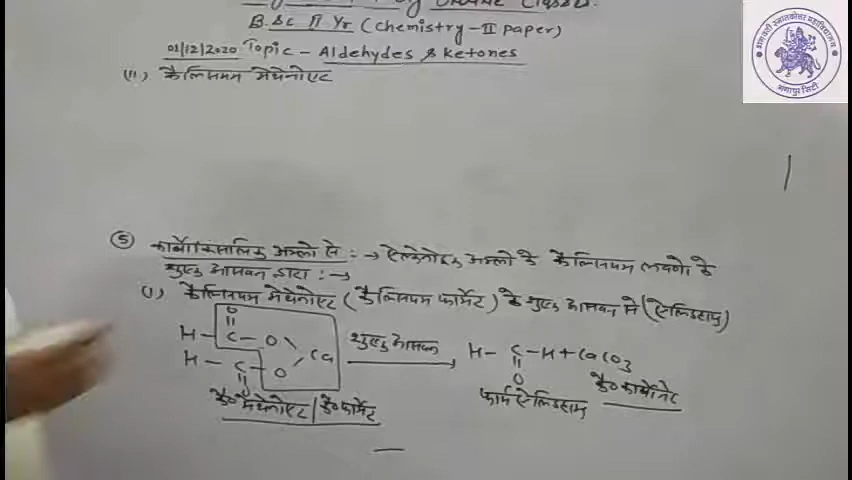 B.Sc II Yr (Chemistry-II Paper)
01/12/2020 Topic - Aldehydes & Ketones
(II) कैल्सियम मेथेनोएट
⑤ कार्बोक्सिलिक अम्लो से :→ ऐल्केनोइक अम्लो के कैल्सियम लवणो के
शुष्क आसवन द्वारा :→
(I) कैल्सियम मेथेनोएट (कैल्सियम फार्मेट) के शुष्क आसवन से (ऐल्डिहाइड)
O
H - C - O
Ca
H - C - O
O
शुष्क आसवन
H - C - H + CaCO3
O
कै० मेथेनोएट / कै० फार्मेट
फार्मऐल्डिहाइड
कै० कार्बोनेट